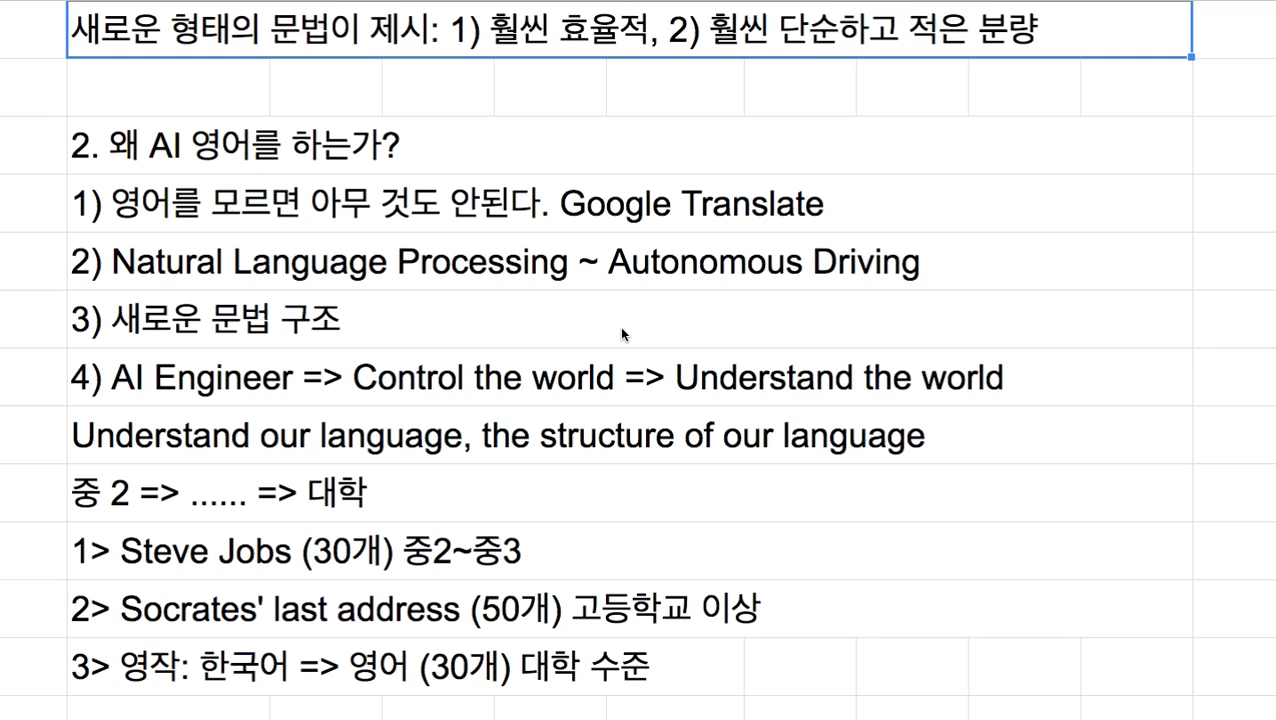 새로운 형태의 문법이 제시: 1) 훨씬 효율적, 2) 훨씬 단순하고 적은 분량
2. 왜 AI 영어를 하는가?
1) 영어를 모르면 아무 것도 안된다. Google Translate
2) Natural Language Processing ~ Autonomous Driving
3) 새로운 문법 구조
4) AI Engineer => Control the world => Understand the world
Understand our language, the structure of our language
중 2 => ...... => 대학
1> Steve Jobs (30개) 중2~중3
2> Socrates' last address (50개) 고등학교 이상
3> 영작: 한국어 => 영어 (30개) 대학 수준